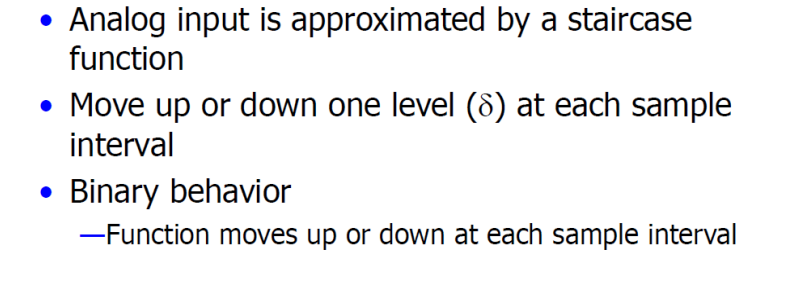 • Analog input is approximated by a staircase
function
• Move up or down one level (δ) at each sample
interval
• Binary behavior
—Function moves up or down at each sample interval